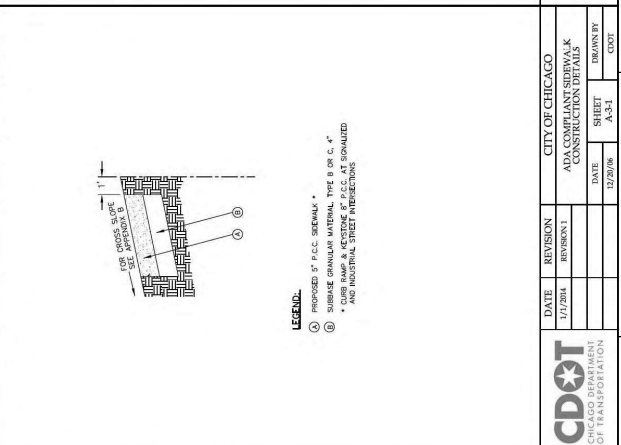 1'
FOR CROSS SLOPE
SEE APPENDIX B
A
B
LEGEND:
A PROPOSED 5" P.C.C. SIDEWALK *
B SUBBASE GRANULAR MATERIAL, TYPE B OR C, 4"
* CURB RAMP & KEYSTONE 8" P.C.C. AT SIGNALIZED
AND INDUSTRIAL STREET INTERSECTIONS
CDOT
CHICAGO DEPARTMENT
OF TRANSPORTATION
DATE REVISION
1/1/2014 REVISION 1
CITY OF CHICAGO
ADA COMPLIANT SIDEWALK
CONSTRUCTION DETAILS
DATE SHEET DRAWN BY
12/20/06 A-3-1 CDOT